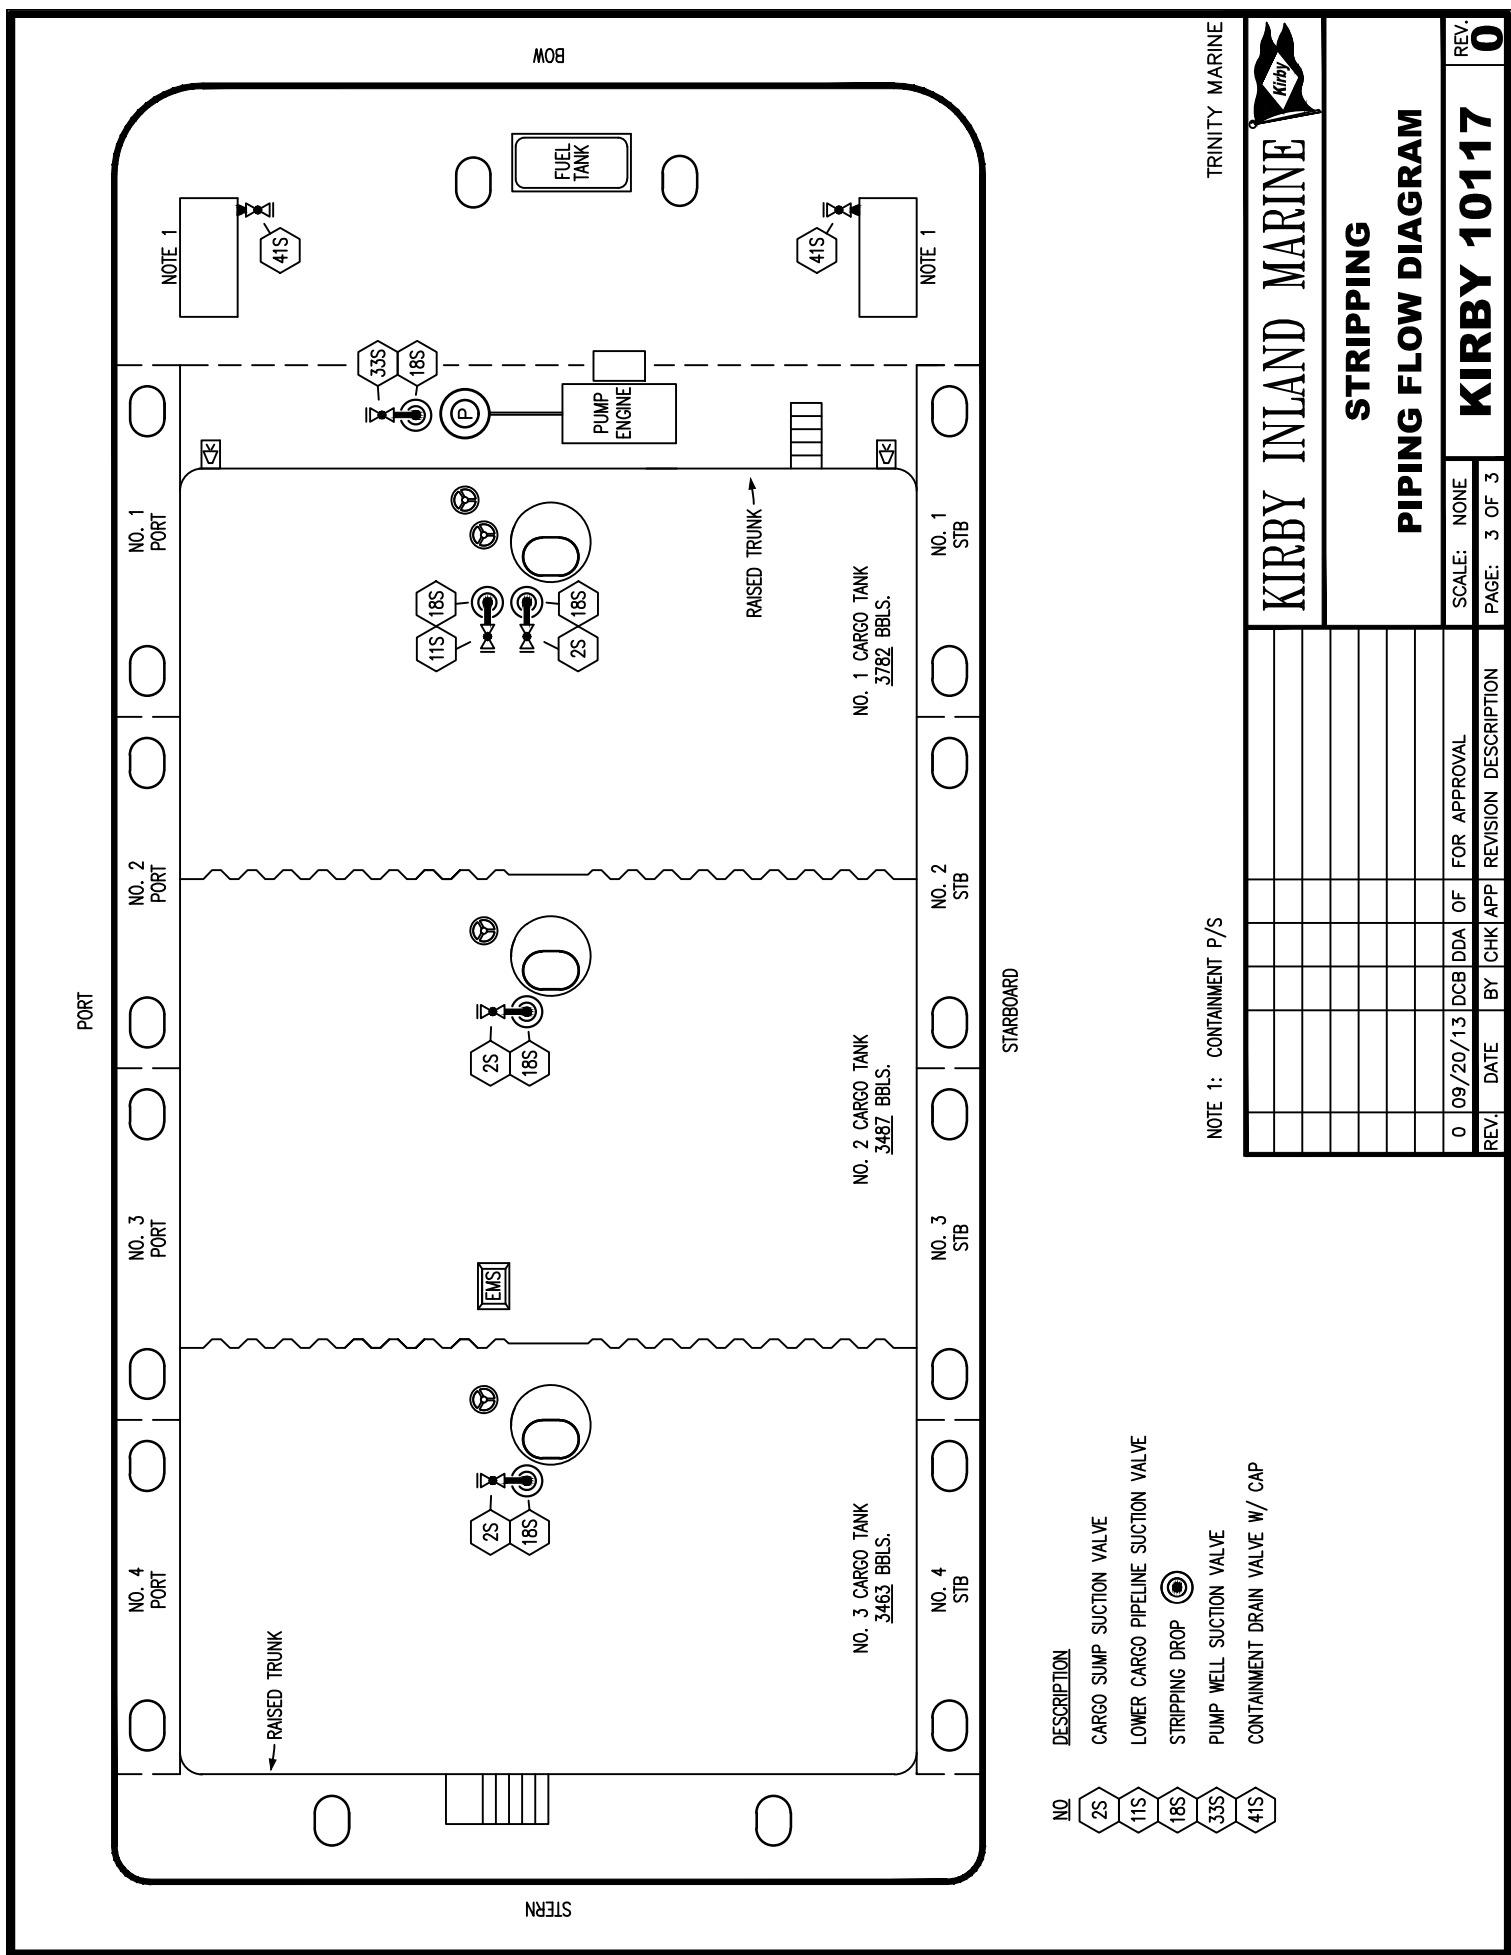 PORT
STERN
BOW
STARBOARD
NO. 4
PORT
NO. 3
PORT
NO. 2
PORT
NO. 1
PORT
NOTE 1
41S
RAISED TRUNK
2S
18S
EMS
2S
18S
11S
18S
2S
18S
33S
18S
P
PUMP
ENGINE
FUEL
TANK
RAISED TRUNK
NO. 3 CARGO TANK
3463 BBLS.
NO. 2 CARGO TANK
3487 BBLS.
NO. 1 CARGO TANK
3782 BBLS.
41S
NOTE 1
NO. 4
STB
NO. 3
STB
NO. 2
STB
NO. 1
STB
NO DESCRIPTION
2S CARGO SUMP SUCTION VALVE
11S LOWER CARGO PIPELINE SUCTION VALVE
18S STRIPPING DROP
33S PUMP WELL SUCTION VALVE
41S CONTAINMENT DRAIN VALVE W/ CAP
NOTE 1: CONTAINMENT P/S
TRINITY MARINE
KIRBY INLAND MARINE
Kirby
STRIPPING
PIPING FLOW DIAGRAM
0 09/20/13 DCB DDA OF FOR APPROVAL
REV. DATE BY CHK APP REVISION DESCRIPTION
SCALE: NONE
PAGE: 3 OF 3
KIRBY 10117
REV.
0